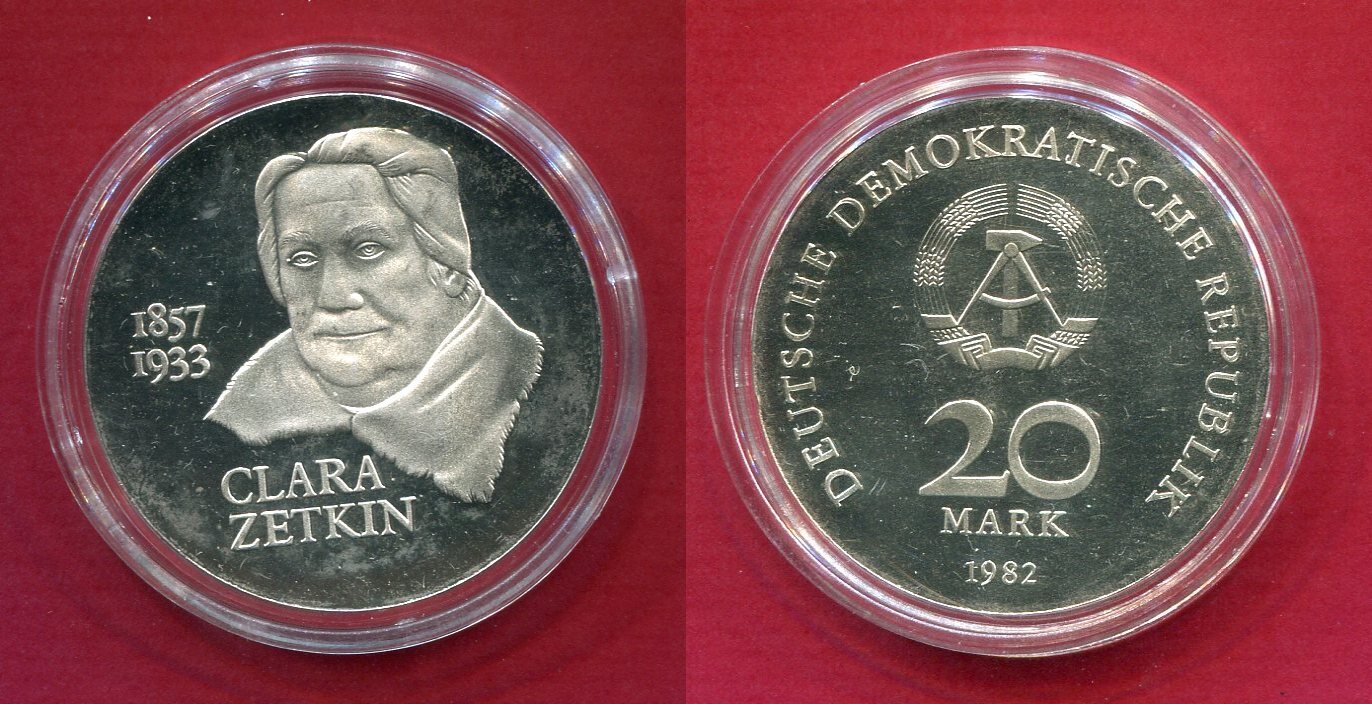 1857
1933
CLARA
ZETKIN
DEUTSCHE DEMOKRATISCHE REPUBLIK
20
MARK
1982